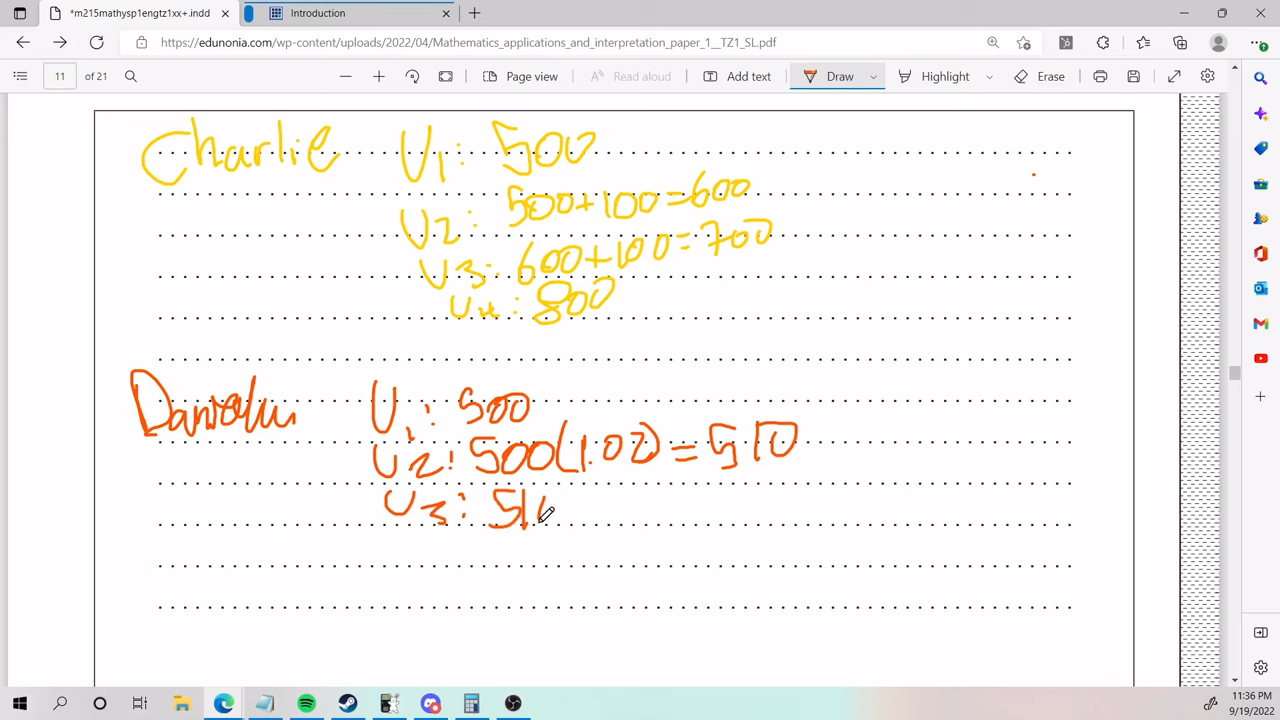 *m215mathysp1engtz1xx+.indd
Introduction
https://edunonia.com/wp-content/uploads/2022/04/Mathematics_applications_and_interpretation_paper_1__TZ1_SL.pdf
11 of 21
Page view
Read aloud
Add text
Draw
Highlight
Erase
Charlie U1: 500
U2: 500+100=600
U3: 600+100=700
U4: 800
U1: 500
U2: 500(1.02)=510
U3: 51
11:36 PM
9/19/2022